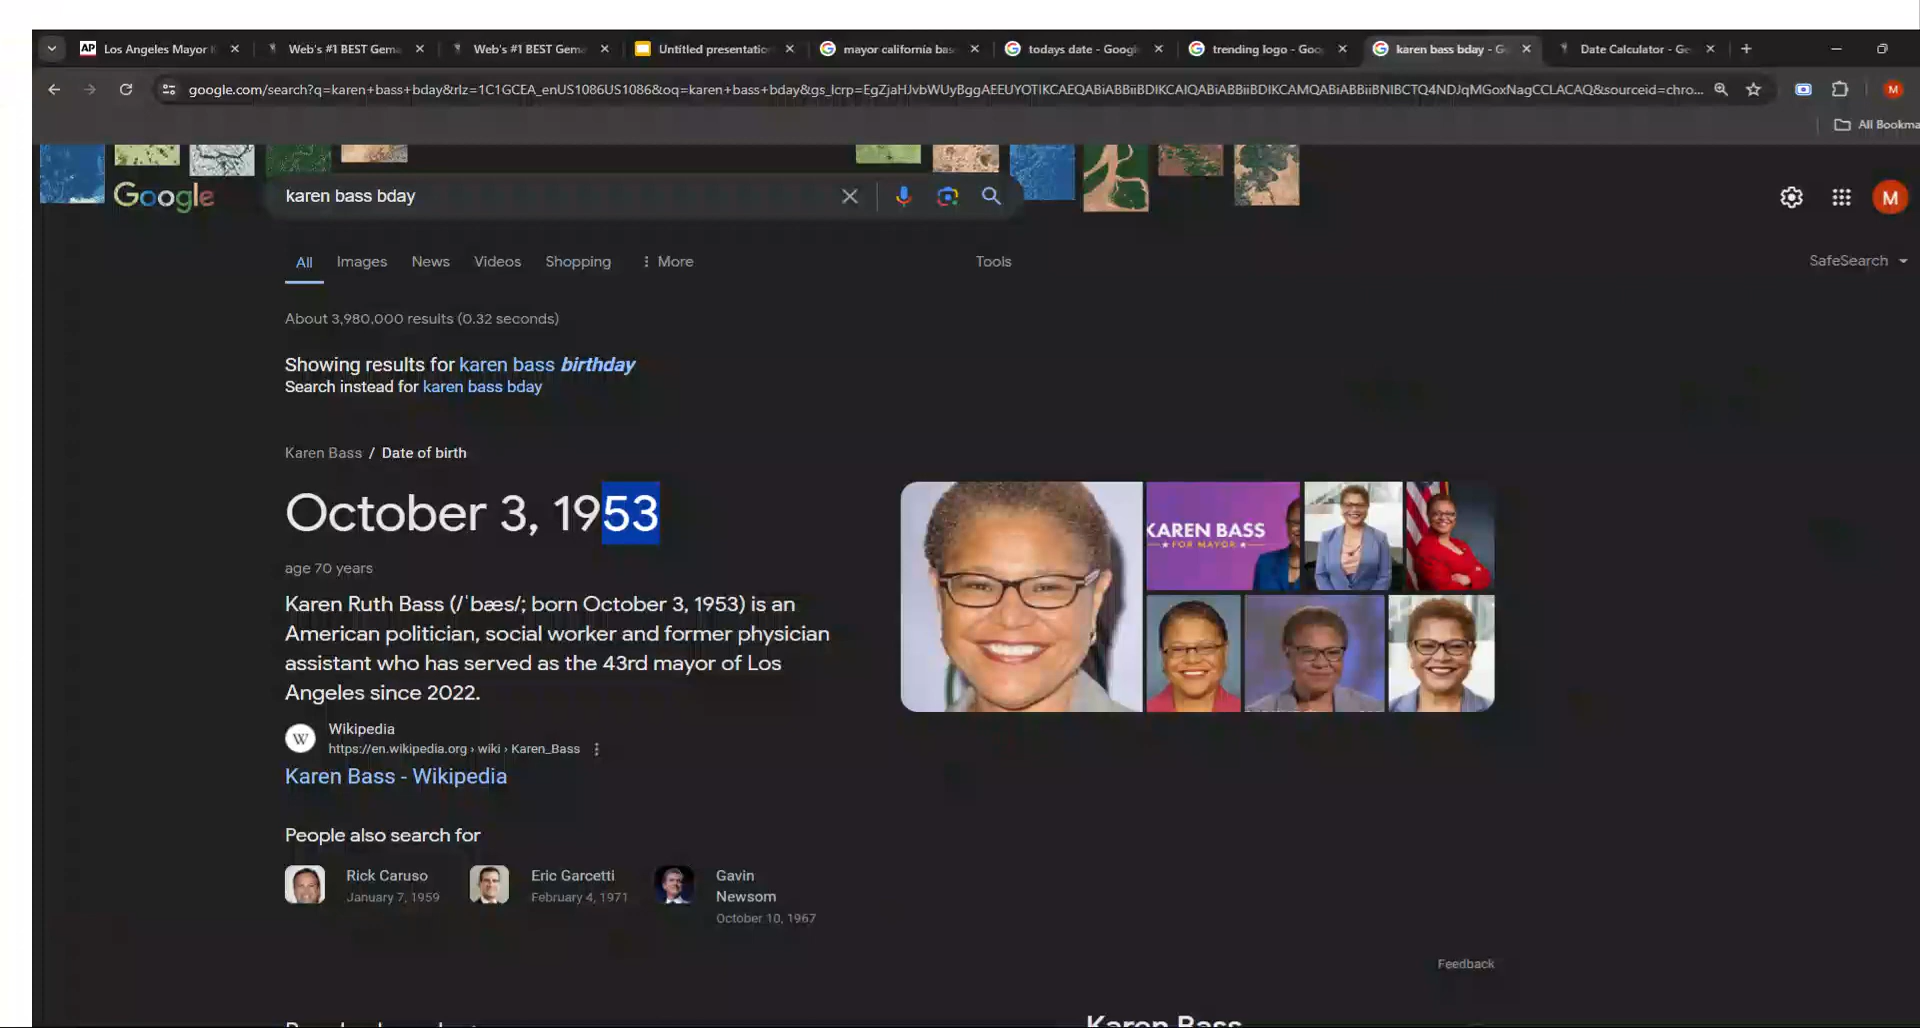 AP Los Angeles Mayor
Web's #1 BEST Gem
Web's #1 BEST Gem
Untitled presentation
mayor california bas
todays date - Googl
trending logo - Goo
karen bass bday - G
Date Calculator - Ge
google.com/search?q=karen+bass+bday&rlz=1C1GCEA_enUS1086US1086&oq=karen+bass+bday&gs_lcrp=EgZjaHJvbWUyBggAEEUYOTIKCAEQABiABBiiBDIKCAIQABiABBiiBDIKCAMQABiABBiiBNIBCTQ4NDJqMGoxNagCCLACAQ&sourceid=chro...
M
All Bookma
Google
karen bass bday
M
All
Images
News
Videos
Shopping
More
Tools
SafeSearch
About 3,980,000 results (0.32 seconds)
Showing results for karen bass birthday
Search instead for karen bass bday
Karen Bass / Date of birth
October 3, 1953
KAREN BASS
FOR MAYOR
age 70 years
Karen Ruth Bass (/ˈbæs/; born October 3, 1953) is an
American politician, social worker and former physician
assistant who has served as the 43rd mayor of Los
Angeles since 2022.
W
Wikipedia
https://en.wikipedia.org › wiki › Karen_Bass
Karen Bass - Wikipedia
People also search for
Rick Caruso
January 7, 1959
Eric Garcetti
February 4, 1971
Gavin
Newsom
October 10, 1967
Feedback
Karen Bass